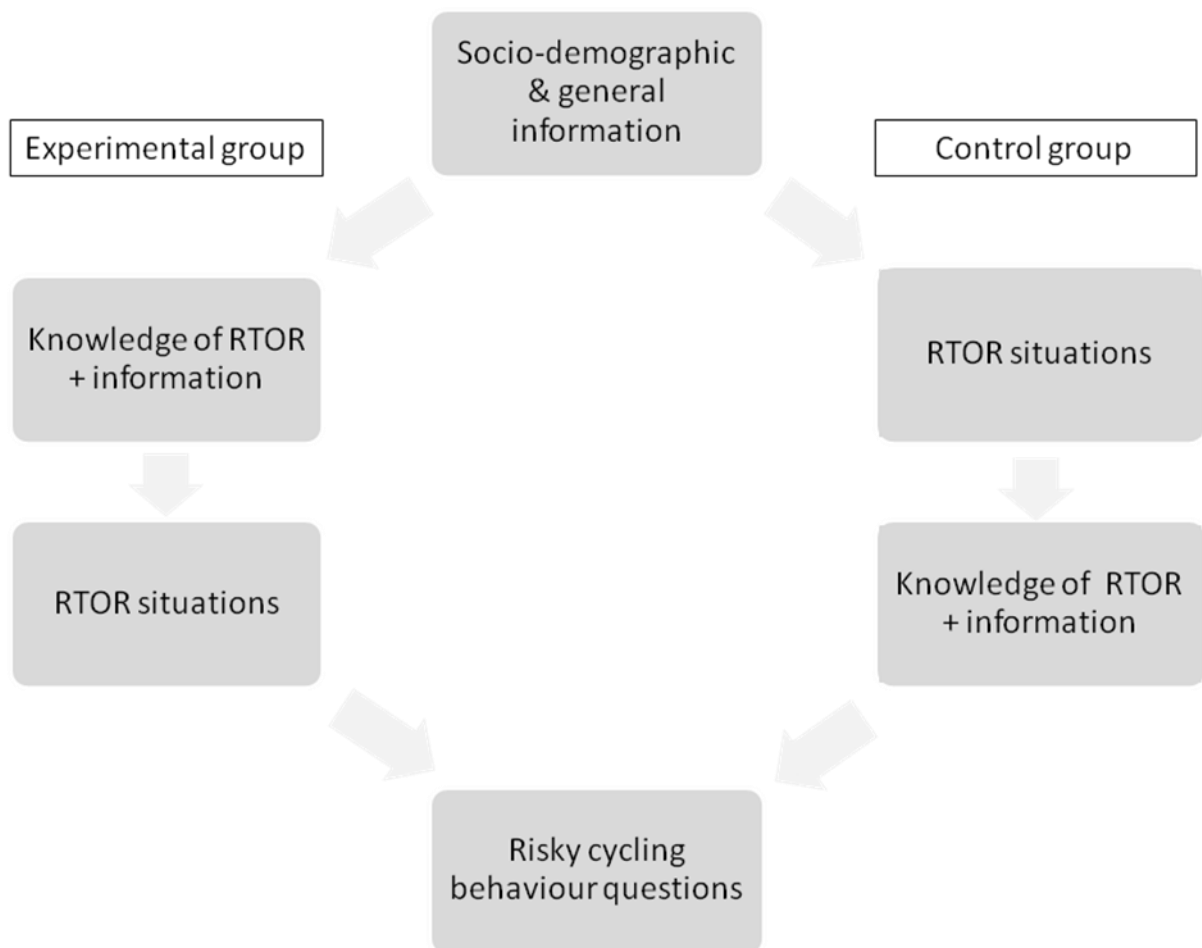 Socio-demographic
& general
information
Experimental group
Control group
Knowledge of RTOR
+ information
RTOR situations
RTOR situations
Knowledge of RTOR
+ information
Risky cycling
behaviour questions